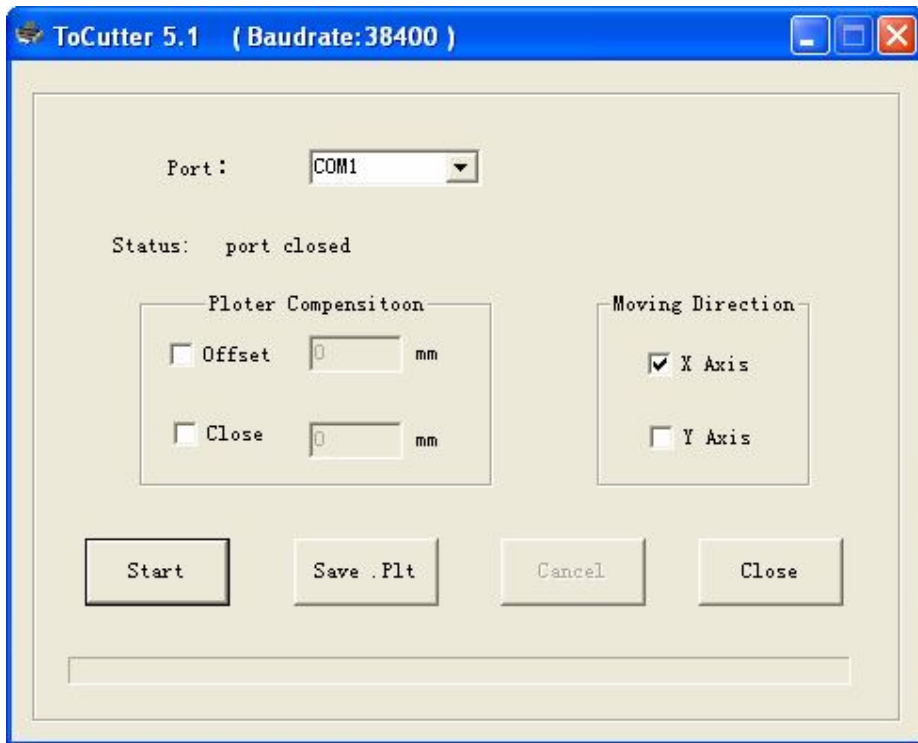 ToCutter 5.1 ( Baudrate:38400 )
Port: COM1
Status: port closed
Ploter Compensitoon
Offset 0 mm
Close 0 mm
Moving Direction
X Axis
Y Axis
Start Save .Plt Cancel Close